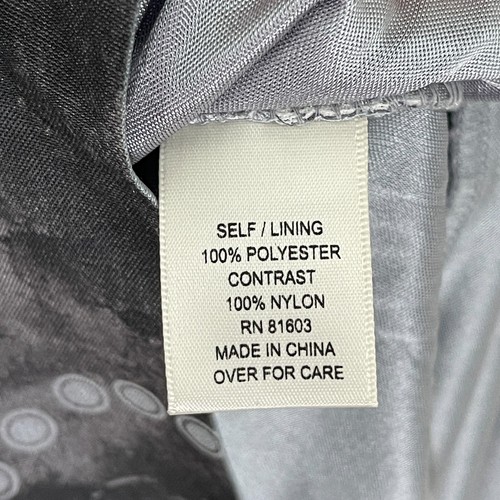 SELF / LINING
100% POLYESTER
CONTRAST
100% NYLON
RN 81603
MADE IN CHINA
OVER FOR CARE